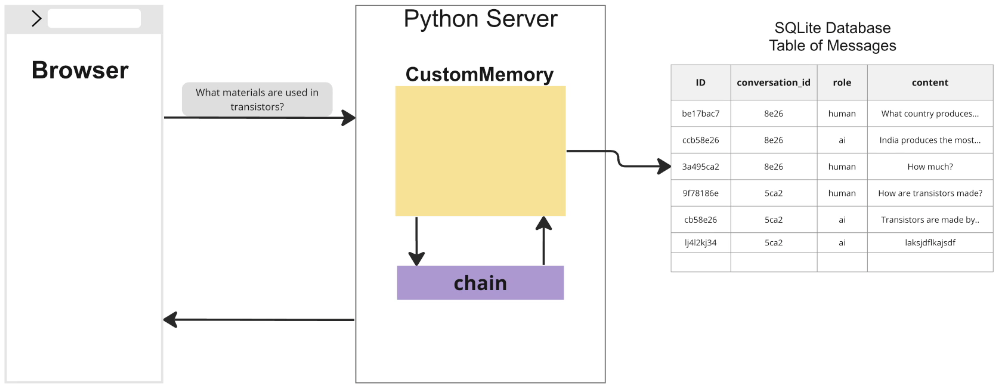 Python Server
SQLite Database
Table of Messages
Browser
What materials are used in
transistors?
CustomMemory
chain
ID conversation_id role content
be17bac7 8e26 human What country produces...
ccb58e26 8e26 ai India produces the most...
3a495ca2 8e26 human How much?
9f78186e 5ca2 human How are transistors made?
cb58e26 5ca2 ai Transistors are made by..
lj4l2kj34 5ca2 ai laksjdflkajsdf